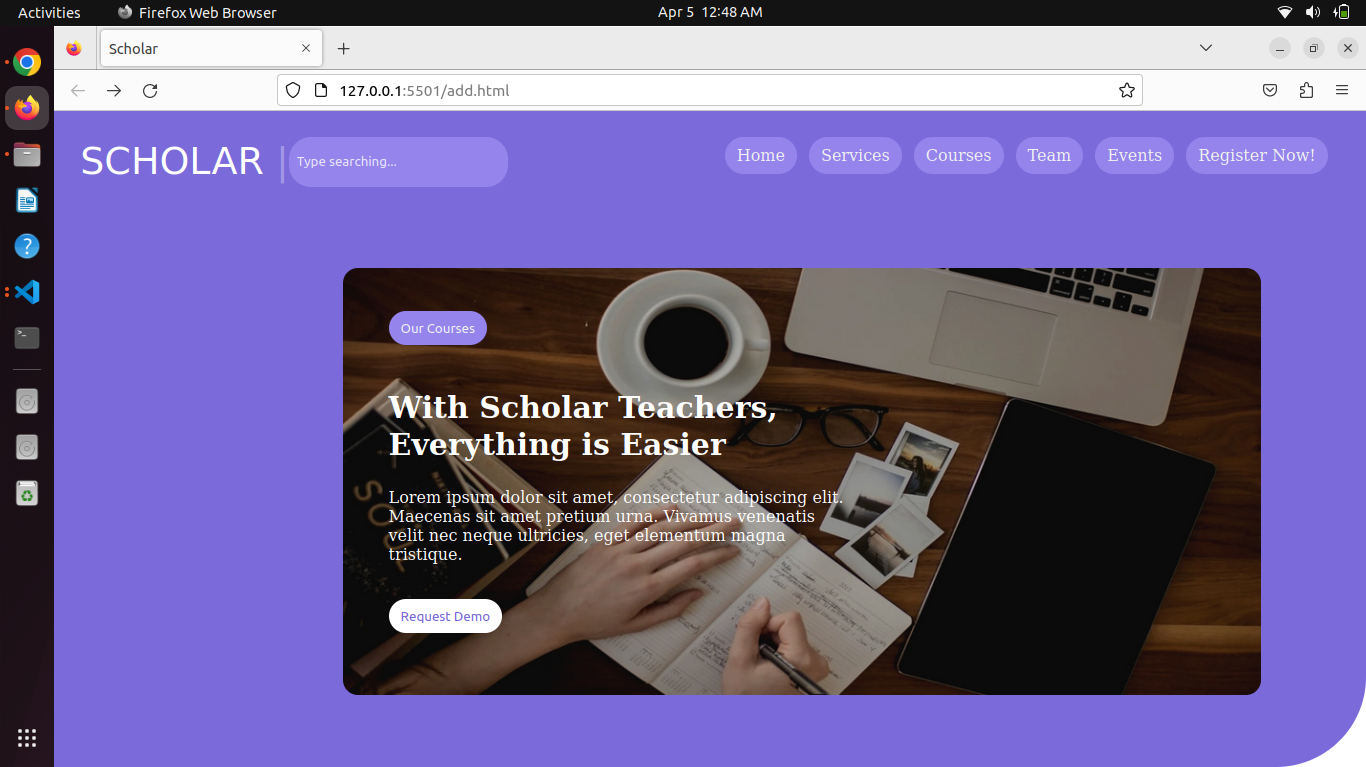 Activities
Firefox Web Browser
Apr 5 12:48 AM
Scholar
127.0.0.1:5501/add.html
SCHOLAR
Type searching...
Home
Services
Courses
Team
Events
Register Now!
Our Courses
With Scholar Teachers,
Everything is Easier
Lorem ipsum dolor sit amet, consectetur adipiscing elit.
Maecenas sit amet pretium urna. Vivamus venenatis
velit nec neque ultricies, eget elementum magna
tristique.
Request Demo
SOUL